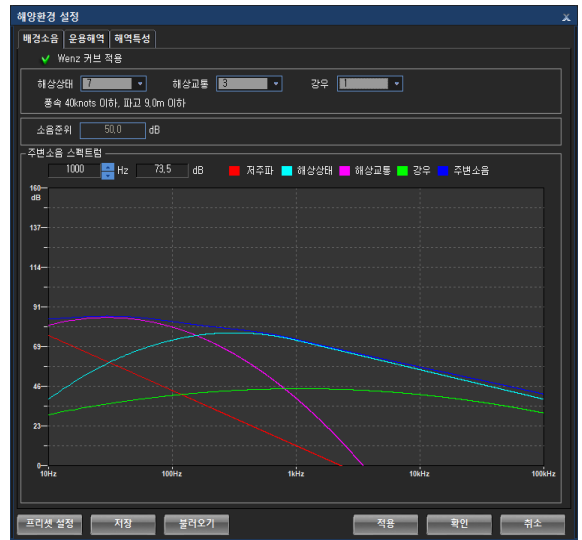 해양환경 설정 x
배경소음 운용해역 해역특성
Wenz 커브 적용
해상상태 7 해상교통 3 강우 1
풍속 40knots 이하, 파고 9.0m 이하
소음준위 50.0 dB
주변소음 스펙트럼
1000 Hz 73.5 dB 저주파 해상상태 해상교통 강우 주변소음
160
dB
137
114
91
69
46
23
0
10Hz 100Hz 1kHz 10kHz 100kHz
프리셋 설정 저장 불러오기 적용 확인 취소